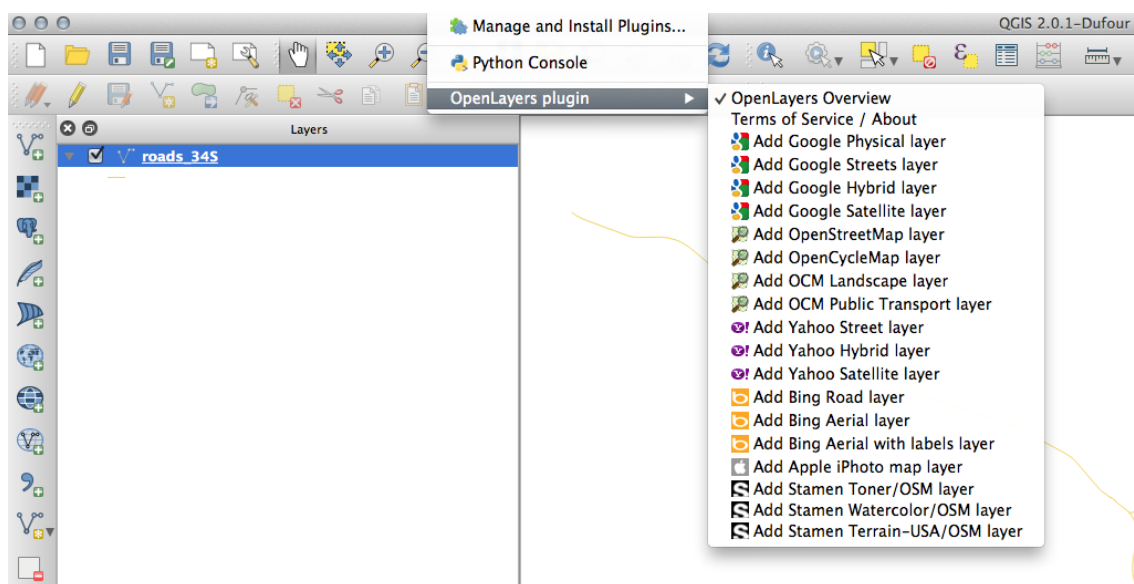 Manage and Install Plugins...
QGIS 2.0.1-Dufour
Python Console
OpenLayers plugin
Layers
roads_34S
OpenLayers Overview
Terms of Service / About
Add Google Physical layer
Add Google Streets layer
Add Google Hybrid layer
Add Google Satellite layer
Add OpenStreetMap layer
Add OpenCycleMap layer
Add OCM Landscape layer
Add OCM Public Transport layer
Add Yahoo Street layer
Add Yahoo Hybrid layer
Add Yahoo Satellite layer
Add Bing Road layer
Add Bing Aerial layer
Add Bing Aerial with labels layer
Add Apple iPhoto map layer
Add Stamen Toner/OSM layer
Add Stamen Watercolor/OSM layer
Add Stamen Terrain-USA/OSM layer